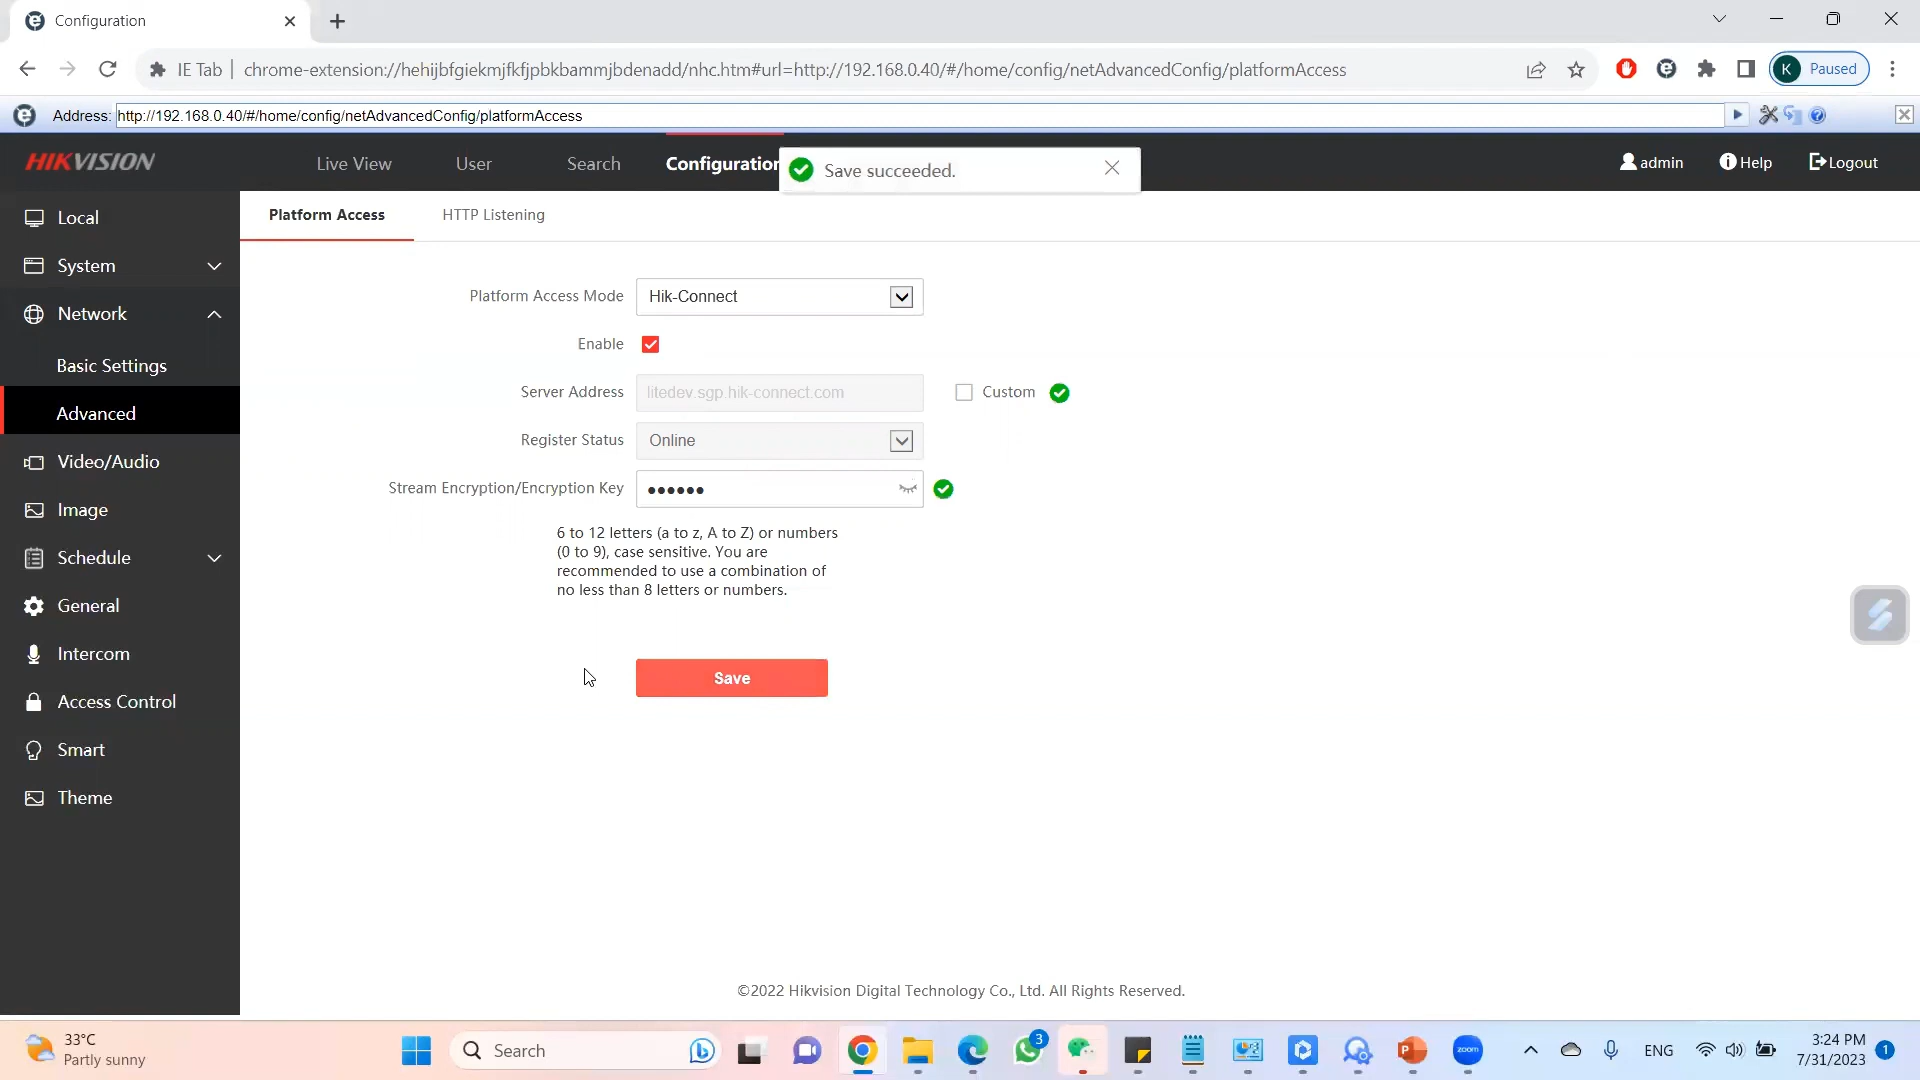 Configuration
IE Tab | chrome-extension://hehijbfgiekmjfkfjpbkbammjbdenadd/nhc.htm#url=http://192.168.0.40/#/home/config/netAdvancedConfig/platformAccess
K Paused
Address: http://192.168.0.40/#/home/config/netAdvancedConfig/platformAccess
HIKVISION Live View User Search Configuration admin Help Logout
Save succeeded.
Platform Access HTTP Listening
Local
System
Network
Basic Settings
Advanced
Video/Audio
Image
Schedule
General
Intercom
Access Control
Smart
Theme
Platform Access Mode Hik-Connect
Enable
Server Address litedev.sgp.hik-connect.com Custom
Register Status Online
Stream Encryption/Encryption Key ••••••
6 to 12 letters (a to z, A to Z) or numbers
(0 to 9), case sensitive. You are
recommended to use a combination of
no less than 8 letters or numbers.
Save
©2022 Hikvision Digital Technology Co., Ltd. All Rights Reserved.
33°C
Partly sunny
Search
3
zoom
ENG
3:24 PM
7/31/2023
1